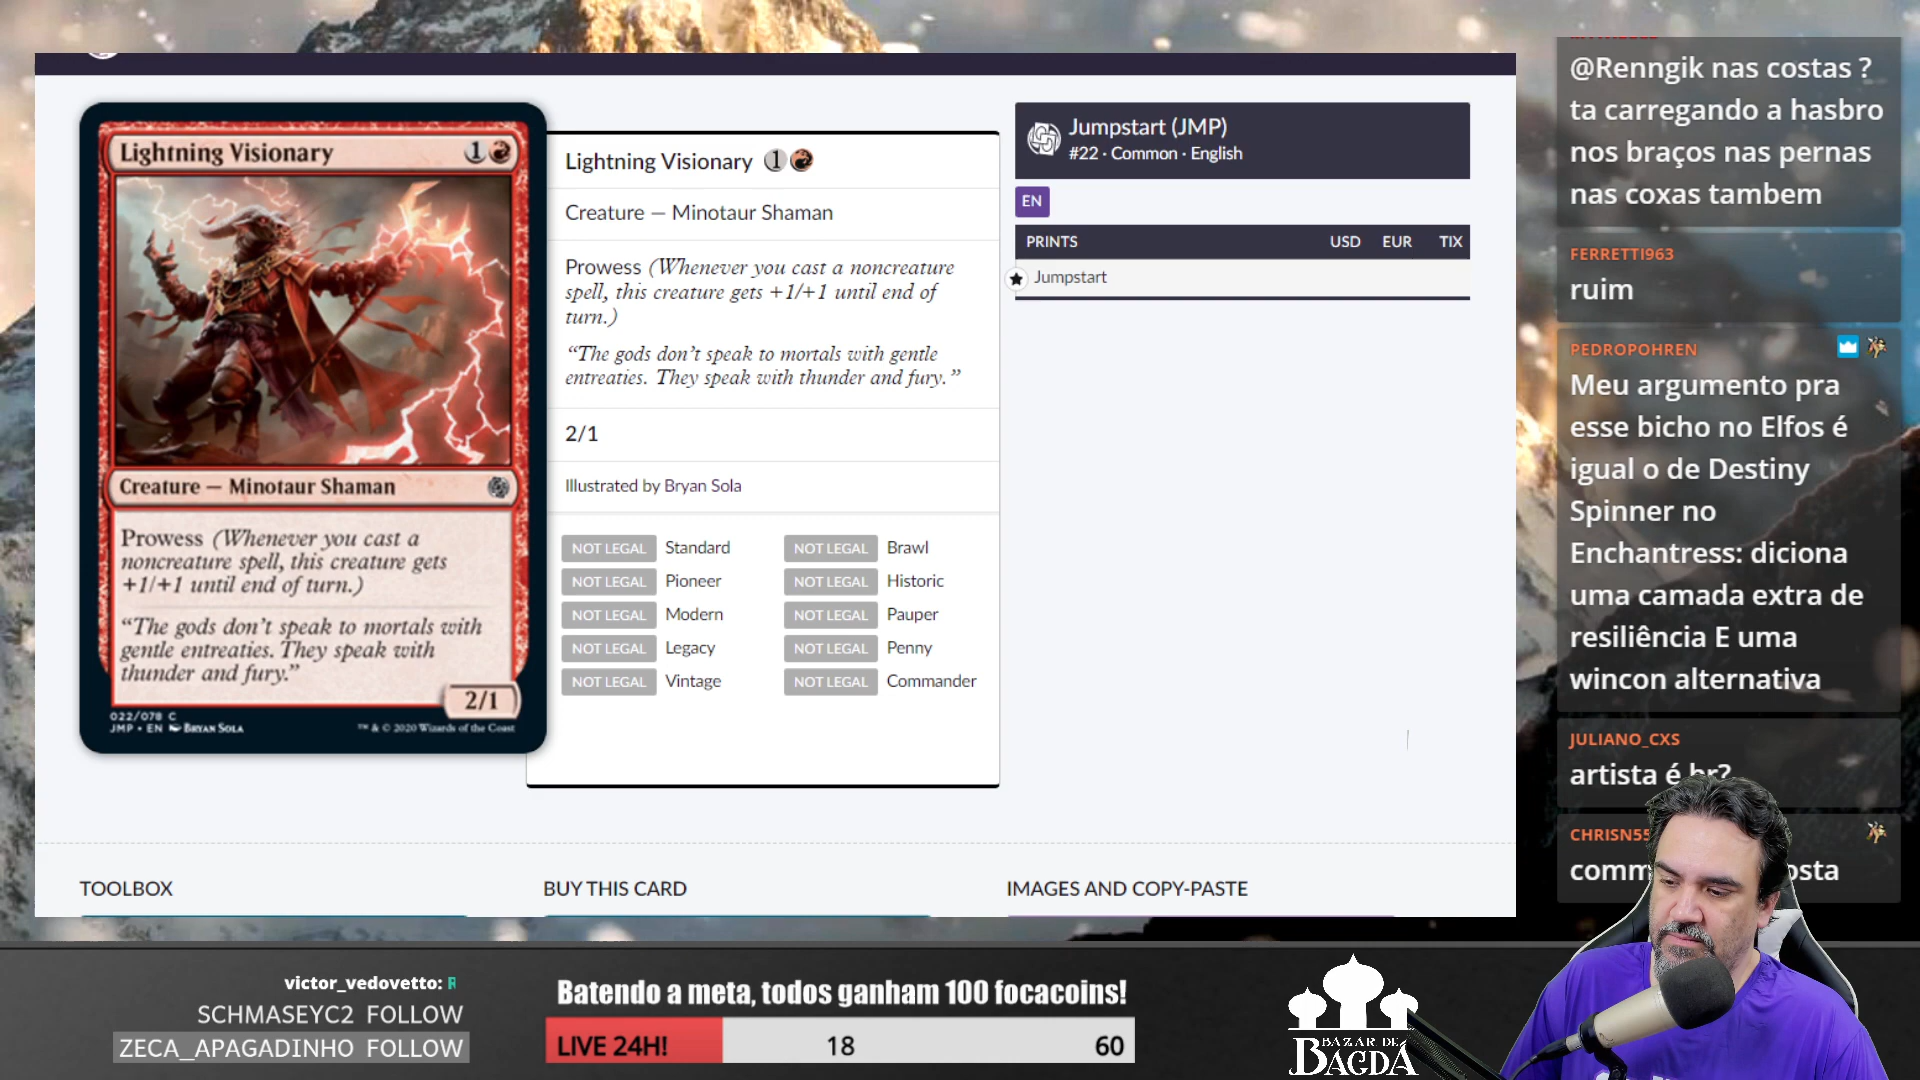 Lightning Visionary 1
Creature — Minotaur Shaman
Prowess (Whenever you cast a
noncreature spell, this creature gets
+1/+1 until end of turn.)
“The gods don’t speak to mortals with
gentle entreaties. They speak with
thunder and fury.”
2/1
022/078 C
JMP • EN BRYAN SOLA
™ & © 2020 Wizards of the Coast
Lightning Visionary 1
Creature — Minotaur Shaman
Prowess (Whenever you cast a noncreature
spell, this creature gets +1/+1 until end of
turn.)
“The gods don’t speak to mortals with gentle
entreaties. They speak with thunder and fury.”
2/1
Illustrated by Bryan Sola
NOT LEGAL Standard NOT LEGAL Brawl
NOT LEGAL Pioneer NOT LEGAL Historic
NOT LEGAL Modern NOT LEGAL Pauper
NOT LEGAL Legacy NOT LEGAL Penny
NOT LEGAL Vintage NOT LEGAL Commander
Jumpstart (JMP)
#22 · Common · English
EN
PRINTS USD EUR TIX
Jumpstart
TOOLBOX
BUY THIS CARD
IMAGES AND COPY-PASTE
@Renngik nas costas ?
ta carregando a hasbro
nos braços nas pernas
nas coxas tambem
FERRETTI963
ruim
PEDROPOHREN
Meu argumento pra
esse bicho no Elfos é
igual o de Destiny
Spinner no
Enchantress: diciona
uma camada extra de
resiliência E uma
wincon alternativa
JULIANO_CXS
artista é br?
CHRISN55
victor_vedovetto: R
SCHMASEYC2 FOLLOW
ZECA_APAGADINHO FOLLOW
Batendo a meta, todos ganham 100 focacoins!
LIVE 24H! 18 60
BAZAR DE
BAGDÁ